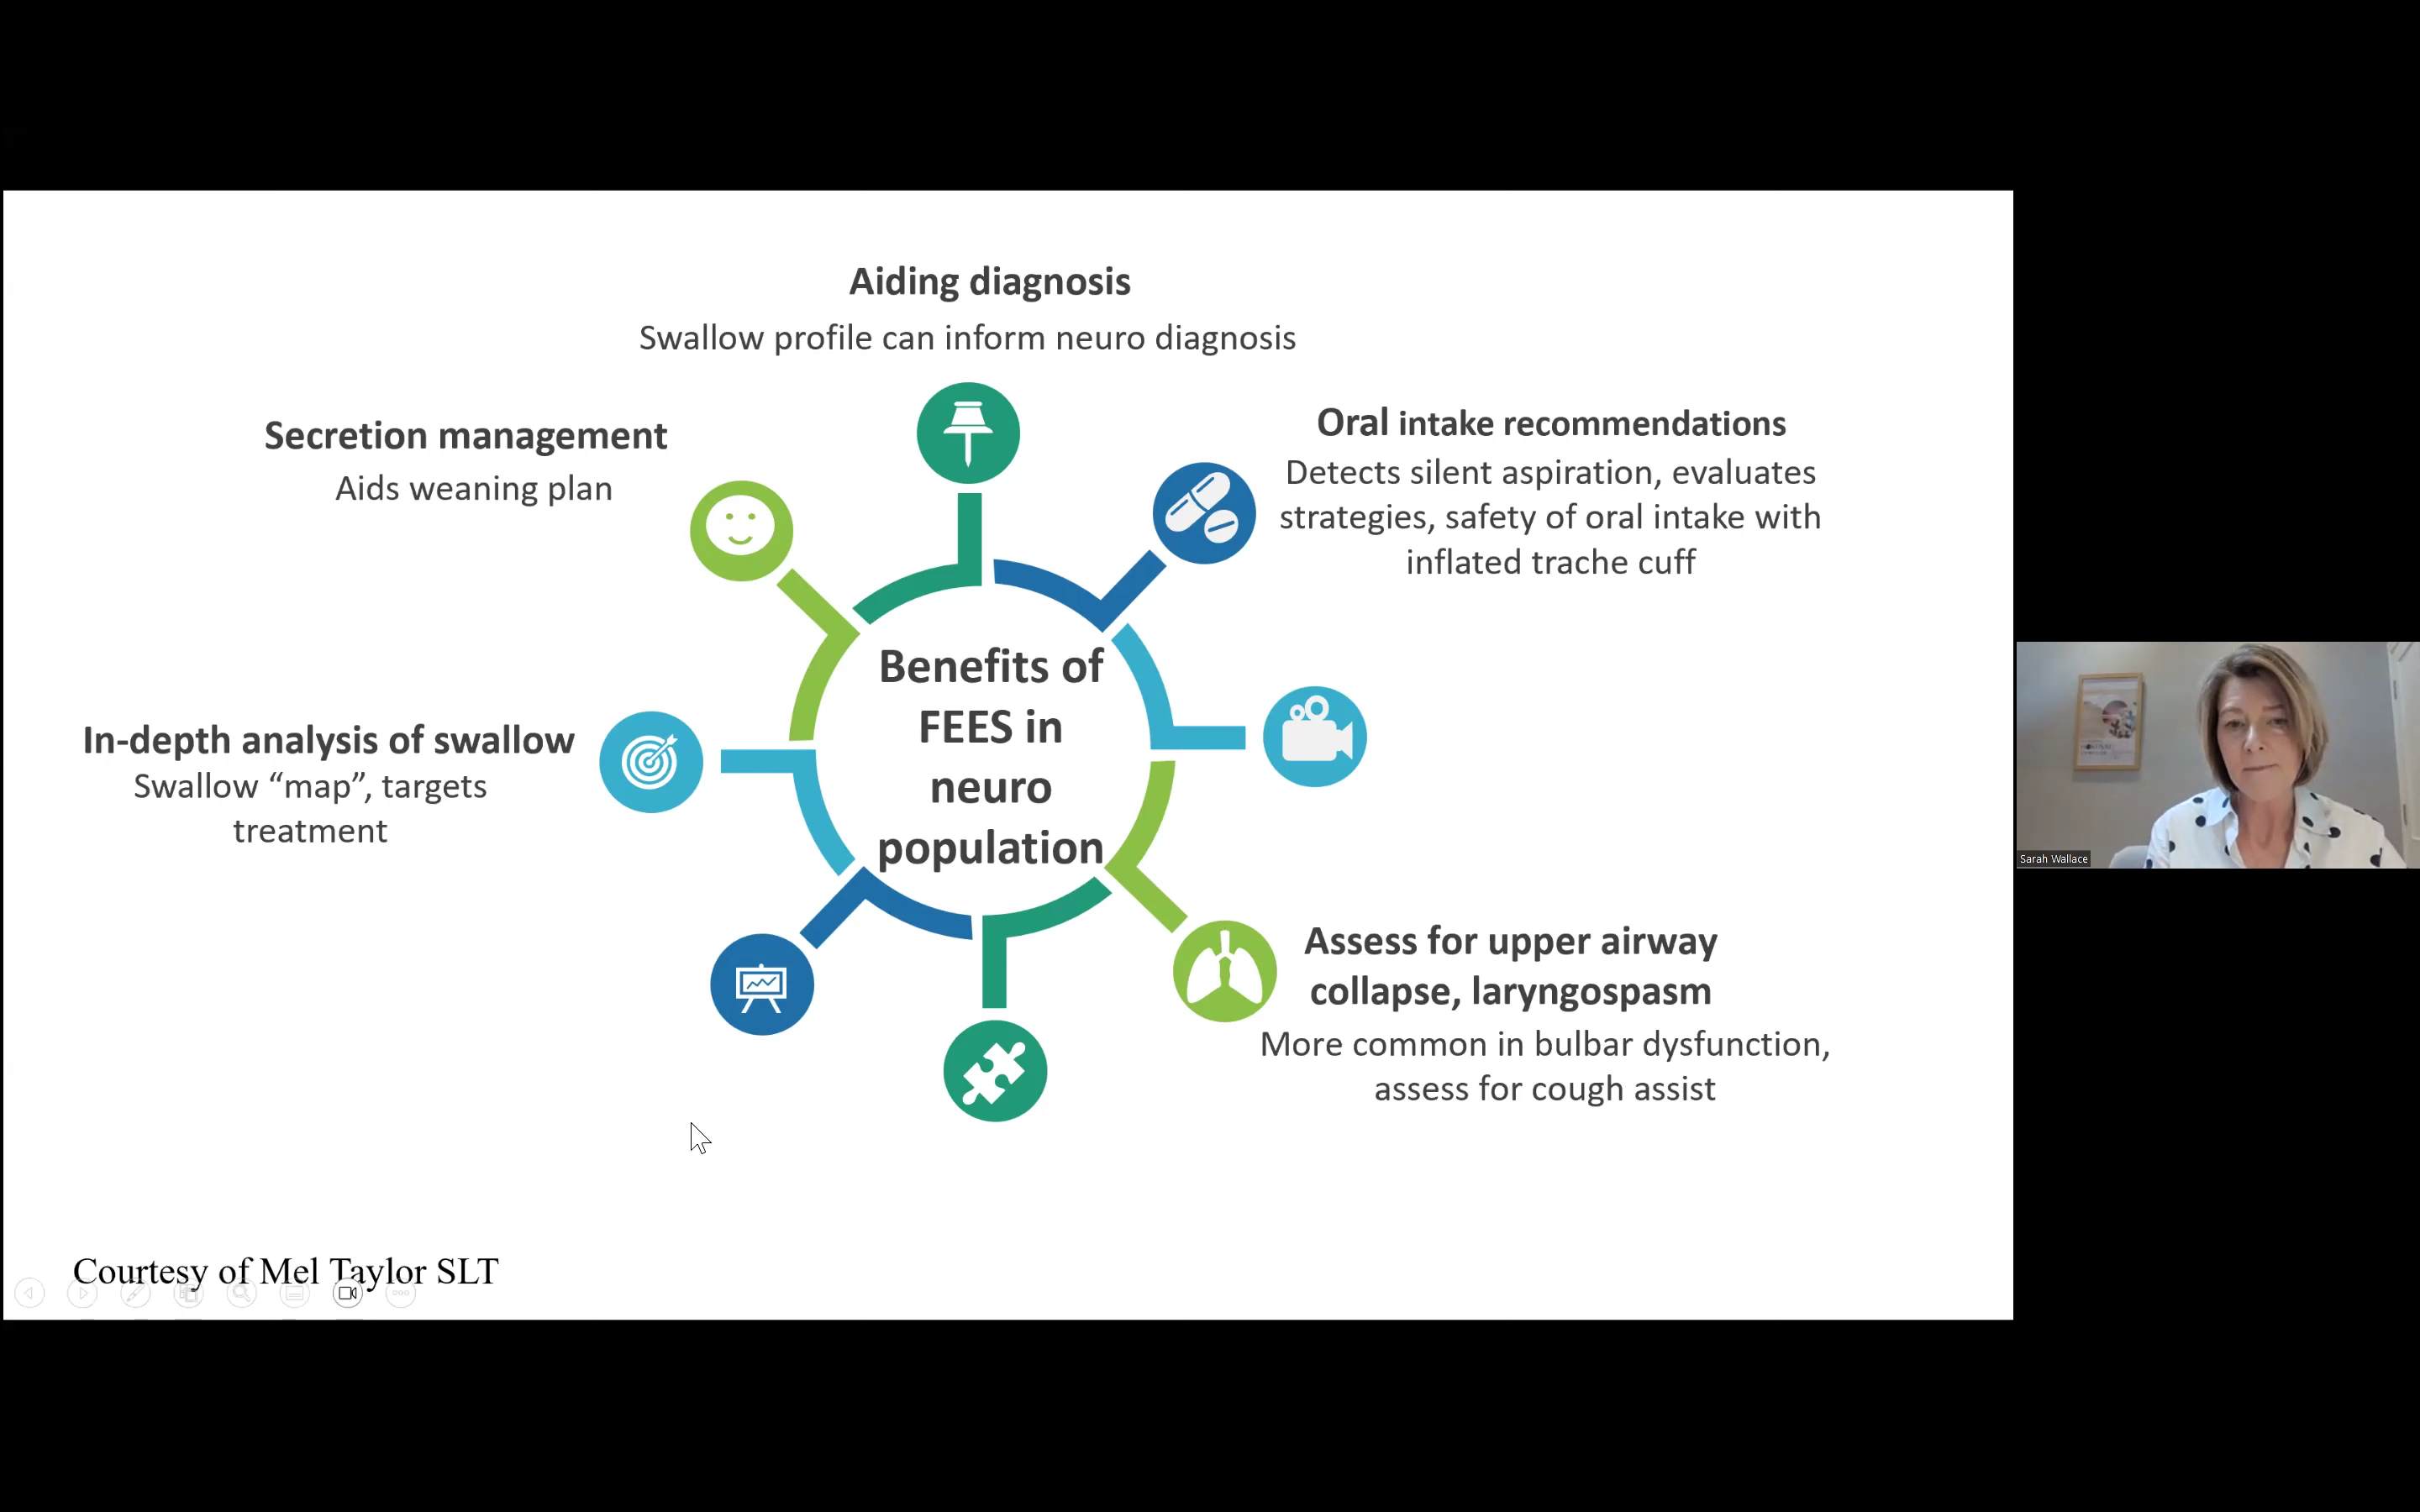 Aiding diagnosis
Swallow profile can inform neuro diagnosis
Secretion management
Aids weaning plan
Oral intake recommendations
Detects silent aspiration, evaluates
strategies, safety of oral intake with
inflated trache cuff
Benefits of
FEES in
neuro
population
In-depth analysis of swallow
Swallow “map”, targets
treatment
Assess for upper airway
collapse, laryngospasm
More common in bulbar dysfunction,
assess for cough assist
Courtesy of Mel Taylor SLT
Sarah Wallace